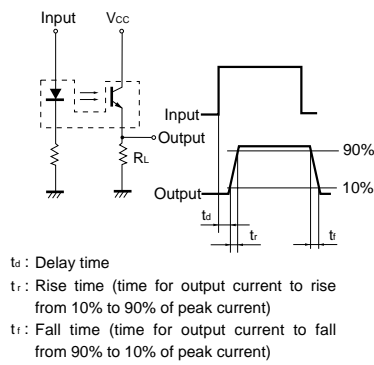 Input Vcc
Input
Output
RL
90%
Output 10%
td
tr tf
td : Delay time
tr : Rise time (time for output current to rise
from 10% to 90% of peak current)
tf : Fall time (time for output current to fall
from 90% to 10% of peak current)